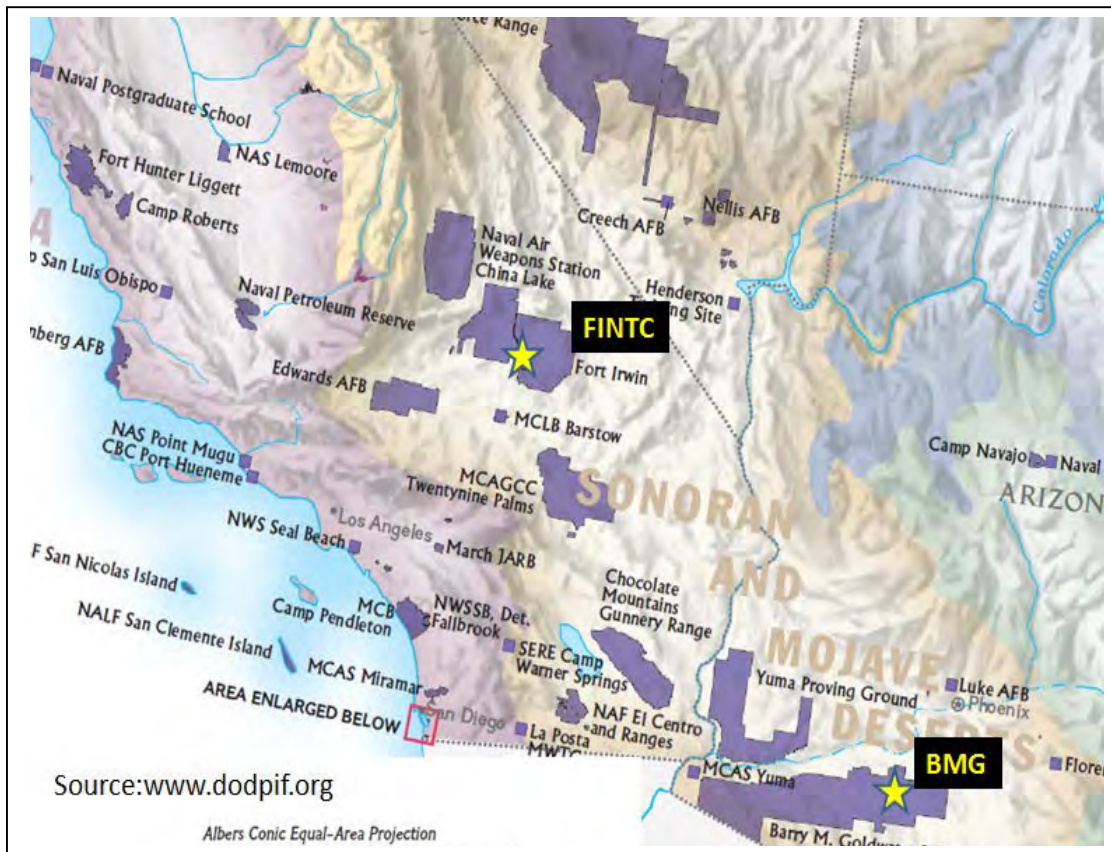 orce Range
Naval Postgraduate School
NAS Lemoore
Fort Hunter Liggett
Camp Roberts
Creech AFB
Nellis AFB
Naval Air
Weapons Station
China Lake
San Luis Obispo
Naval Petroleum Reserve
Henderson
ng Site
FINTC
nberg AFB
Fort Irwin
Edwards AFB
MCLB Barstow
Colorado
NAS Point Mugu
CBC Port Hueneme
Camp Navajo
Naval
ARIZON
MCAGCC
Twentynine Palms
SONORAN
AND
MOJAVE
DESERTS
NWS Seal Beach
Los Angeles
March JARB
F San Nicolas Island
Chocolate
Mountains
Gunnery Range
MCB
Camp Pendleton
NWSSB, Det.
Fallbrook
NALF San Clemente Island
SERE Camp
Warner Springs
MCAS Miramar
Yuma Proving Ground
Luke AFB
Phoenix
AREA ENLARGED BELOW
San Diego
NAF El Centro
and Ranges
La Posta
MWTC
BMG
MCAS Yuma
Floren
Barry M. Goldw
Source:www.dodpif.org
Albers Conic Equal-Area Projection